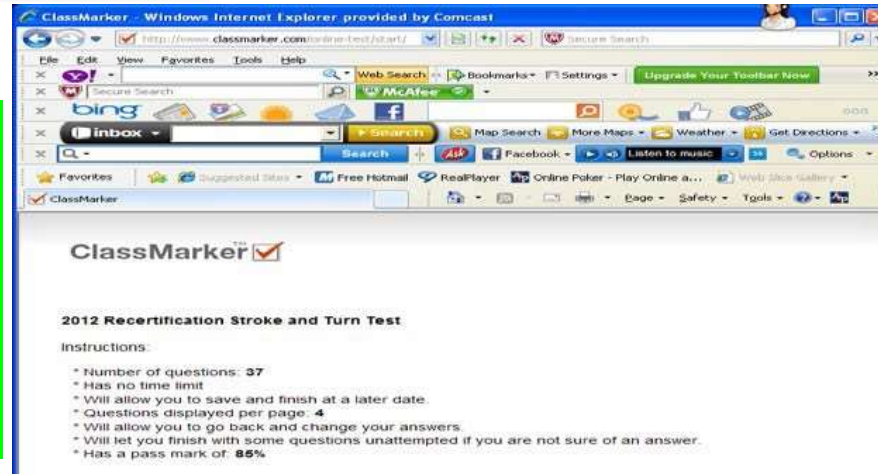 ClassMarker - Windows Internet Explorer provided by Comcast
http://www.classmarker.com/online-test/start/ Secure Search
File Edit View Favorites Tools Help
Web Search Bookmarks Settings Upgrade Your Toolbar Now
Secure Search McAfee
bing
inbox Search Map Search More Maps Weather Get Directions
Search Ask Facebook Listen to music Options
Favorites Suggested Sites Free Hotmail RealPlayer Online Poker - Play Online a... Web Slice Gallery
ClassMarker Page Safety Tools
ClassMarker
2012 Recertification Stroke and Turn Test
Instructions:
* Number of questions: 37
* Has no time limit
* Will allow you to save and finish at a later date.
* Questions displayed per page: 4
* Will allow you to go back and change your answers.
* Will let you finish with some questions unattempted if you are not sure of an answer.
* Has a pass mark of: 85%